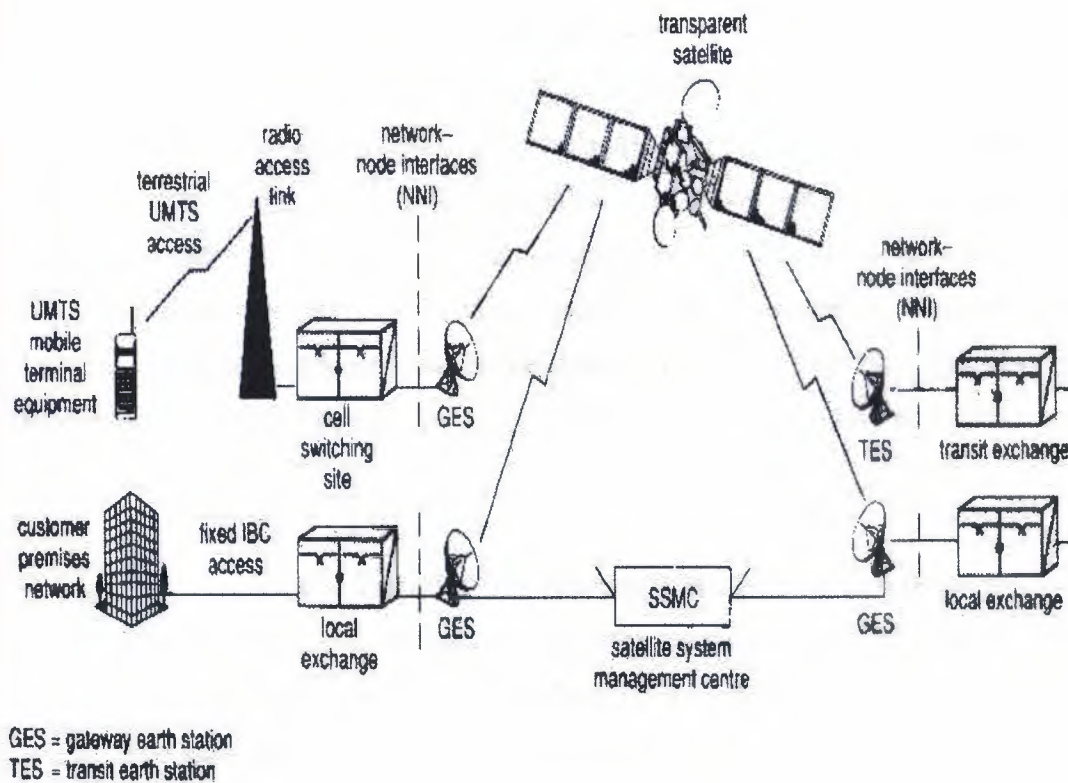 transparent
satellite
radio
access
link
network–
node interfaces
(NNI)
terrestrial
UMTS
access
network–
node interfaces
(NNI)
UMTS
mobile
terminal
equipment
cell
switching
site
GES
TES
transit exchange
customer
premises
network
fixed IBC
access
local
exchange
GES
SSMC
satellite system
management centre
GES
local exchange
GES = gateway earth station
TES = transit earth station